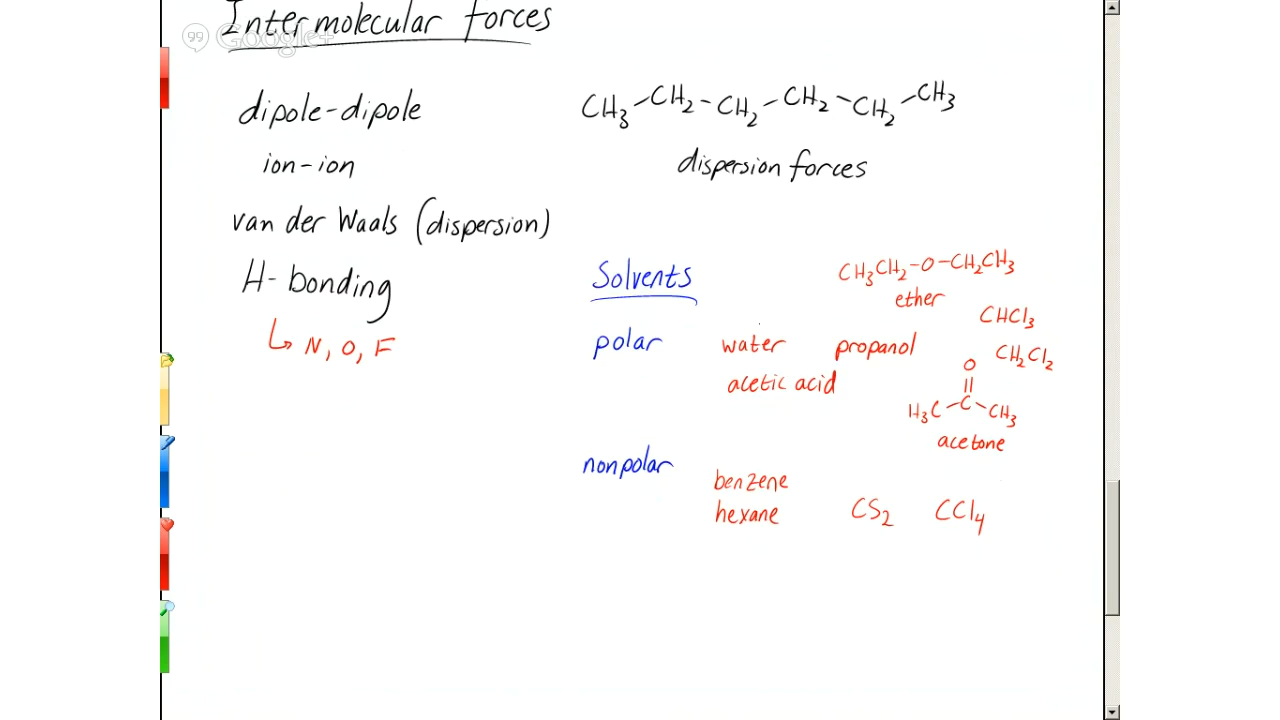 Intermolecular forces
Google+
dipole-dipole
ion-ion
van der Waals (dispersion)
H-bonding
↳ N, O, F
CH3-CH2-CH2-CH2-CH2-CH3
dispersion forces
Solvents
CH3CH2-O-CH2CH3
ether
CHCl3
polar water propanol
CH2Cl2
acetic acid
O
||
H3C-C-CH3
acetone
nonpolar
benzene
hexane CS2 CCl4